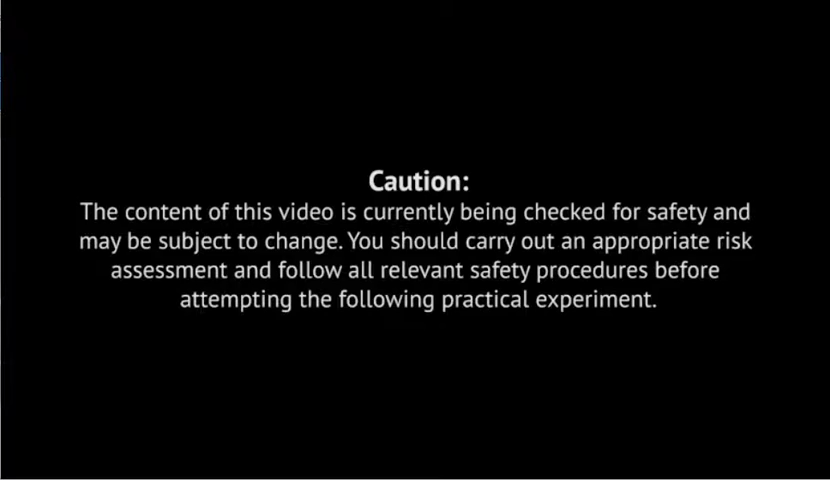 Caution:
The content of this video is currently being checked for safety and
may be subject to change. You should carry out an appropriate risk
assessment and follow all relevant safety procedures before
attempting the following practical experiment.